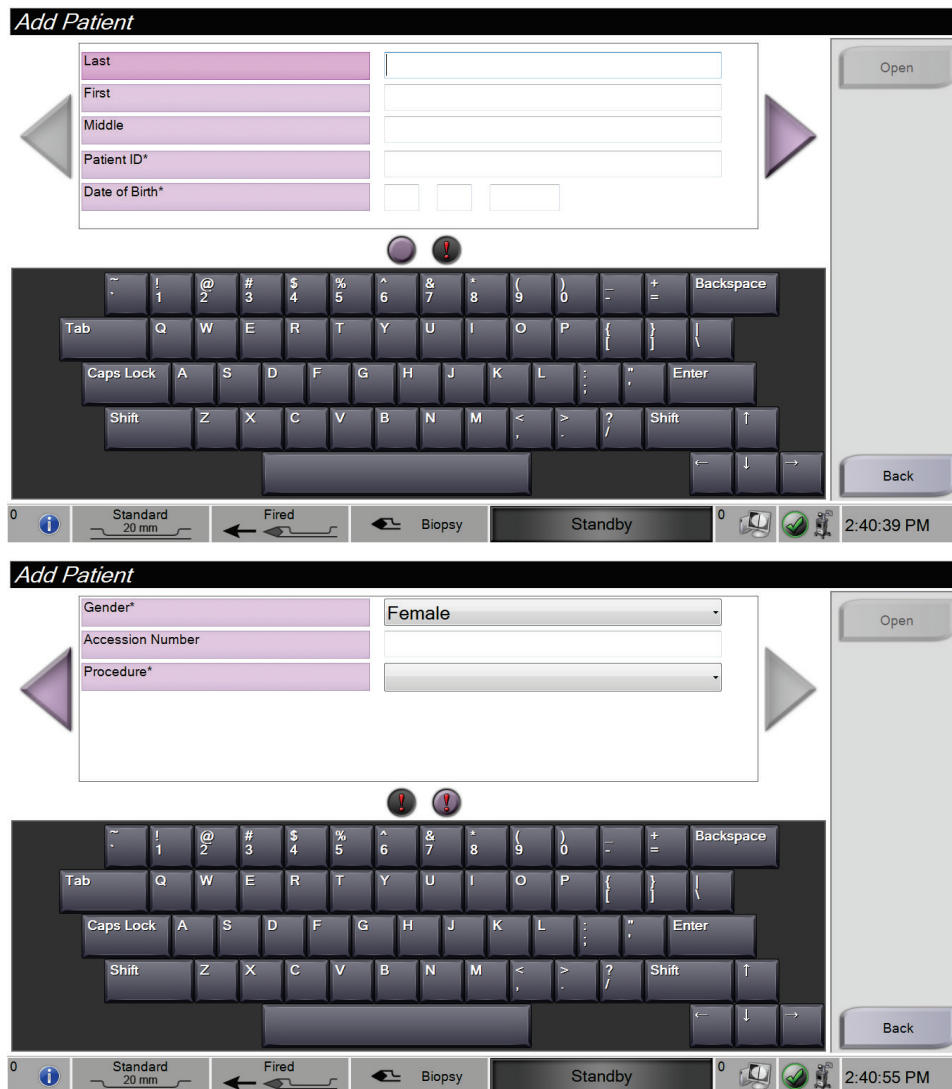 Add Patient
Last
Open
First
Middle
Patient ID*
Date of Birth*
~ ! @ # $ % ^ & * ( ) _ + Backspace
` 1 2 3 4 5 6 7 8 9 0 - =
Tab Q W E R T Y U I O P { } |
[ ] \
Caps Lock A S D F G H J K L : " Enter
; '
Shift Z X C V B N M < > ? Shift ↑
, . /
← ↓ →
Back
0 Standard Fired Biopsy Standby 0 2:40:39 PM
20 mm
Add Patient
Gender* Female
Open
Accession Number
Procedure*
~ ! @ # $ % ^ & * ( ) _ + Backspace
` 1 2 3 4 5 6 7 8 9 0 - =
Tab Q W E R T Y U I O P { } |
[ ] \
Caps Lock A S D F G H J K L : " Enter
; '
Shift Z X C V B N M < > ? Shift ↑
, . /
← ↓ →
Back
0 Standard Fired Biopsy Standby 0 2:40:55 PM
20 mm